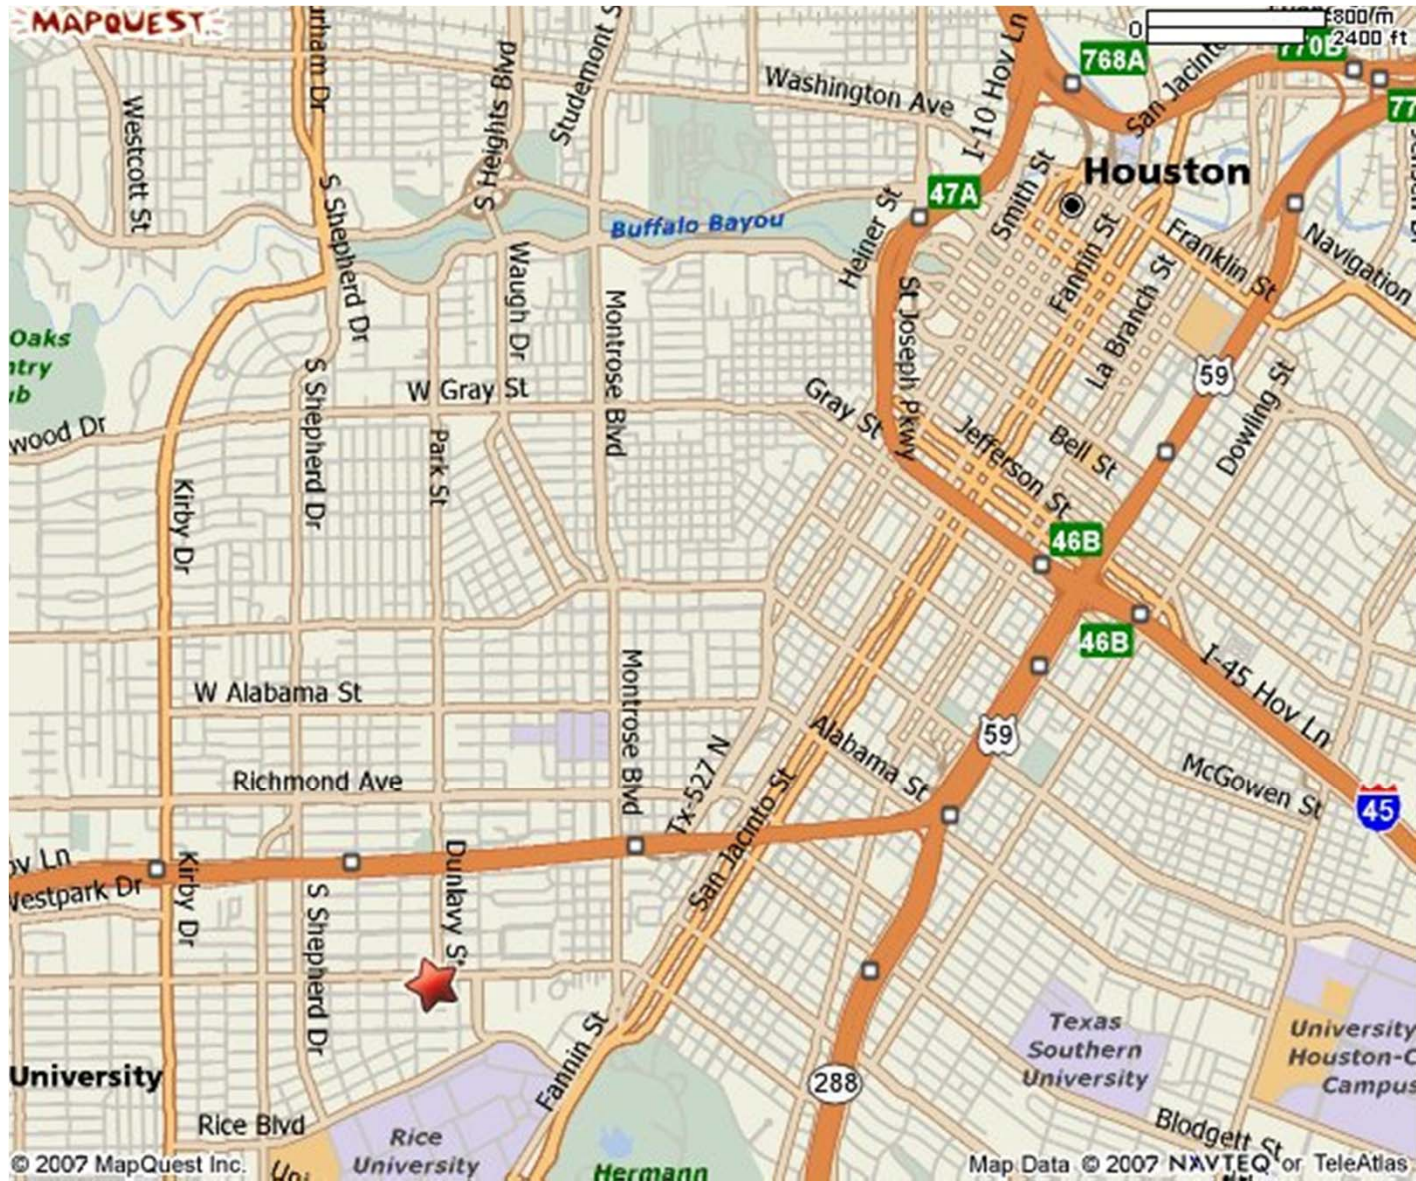 MAPQUEST.
0
800 m
2400 ft
770B
768A
77
Washington Ave
I-10 Hov Ln
San Jacinto
Westcott St
S Heights Blvd
Studemont S
Houston
47A
Smith St
Heiner St
Buffalo Bayou
Fannin St
Franklin St
Navigation
S Shepherd Dr
Waugh Dr
Montrose Blvd
St Joseph Pkwy
La Branch St
Oaks
59
Dowling St
S Shepherd Dr
W Gray St
Gray St
wood Dr
Park St
Jefferson St
Bell St
Kirby Dr
46B
46B
I-45 Hov Ln
W Alabama St
Montrose Blvd
Tx-527 N
Alabama St
59
McGowen St
45
Richmond Ave
San Jacinto St
ov Ln
Westpark Dr
Kirby Dr
S Shepherd Dr
Dunlavy St
Texas
Southern
University
University
Houston-C
Campus
Fannin St
288
University
Rice Blvd
Rice
University
Uni
Hermann
Blodgett St
© 2007 MapQuest Inc.
Map Data © 2007 NAVTEQ or TeleAtlas